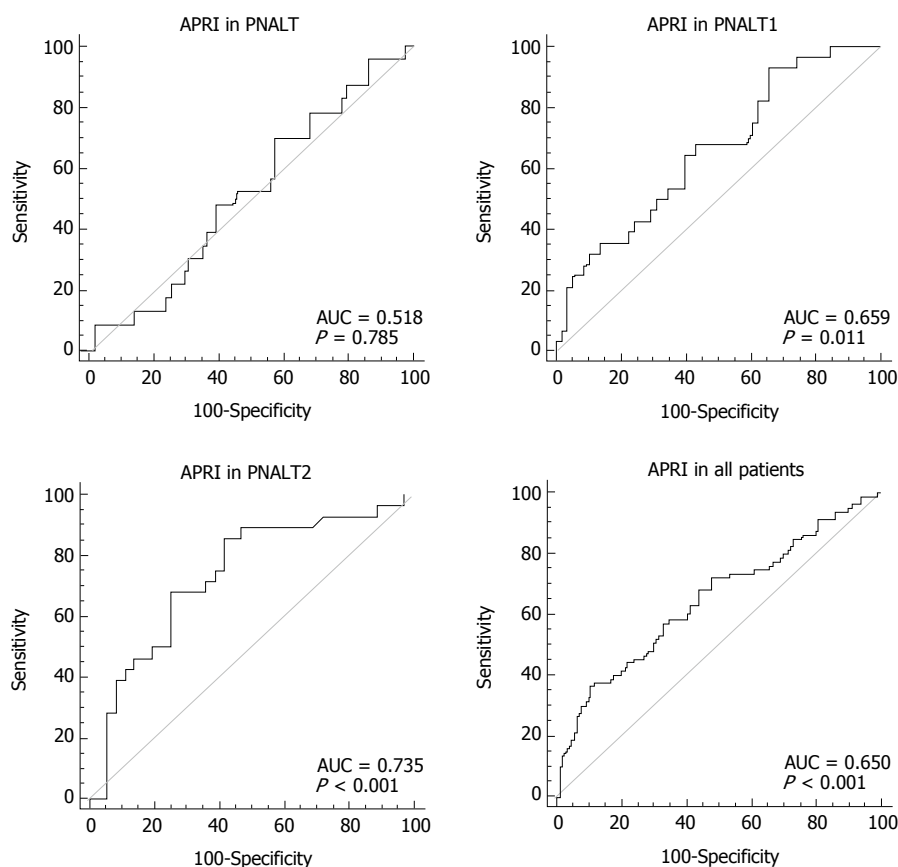 APRI in PNALT
100
80
60
40
20
0
Sensitivity
AUC = 0.518
P = 0.785
0 20 40 60 80 100
100-Specificity
APRI in PNALT1
100
80
60
40
20
0
Sensitivity
AUC = 0.659
P = 0.011
0 20 40 60 80 100
100-Specificity
APRI in PNALT2
100
80
60
40
20
0
Sensitivity
AUC = 0.735
P < 0.001
0 20 40 60 80 100
100-Specificity
APRI in all patients
100
80
60
40
20
0
Sensitivity
AUC = 0.650
P < 0.001
0 20 40 60 80 100
100-Specificity